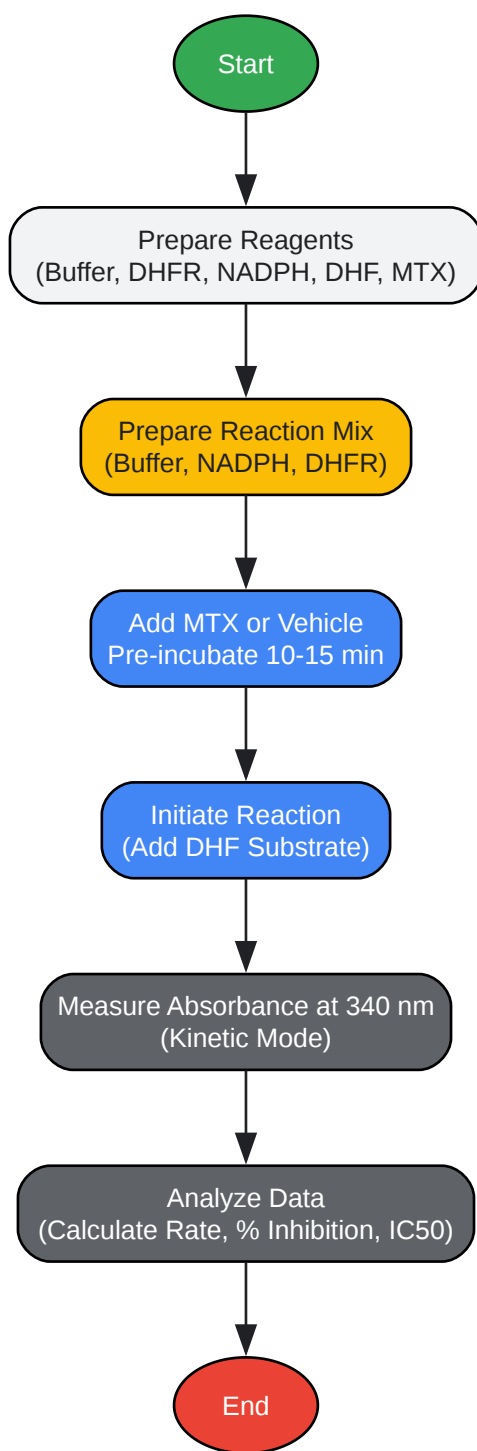 Start
Prepare Reagents
(Buffer, DHFR, NADPH, DHF, MTX)
Prepare Reaction Mix
(Buffer, NADPH, DHFR)
Add MTX or Vehicle
Pre-incubate 10-15 min
Initiate Reaction
(Add DHF Substrate)
Measure Absorbance at 340 nm
(Kinetic Mode)
Analyze Data
(Calculate Rate, % Inhibition, IC50)
End